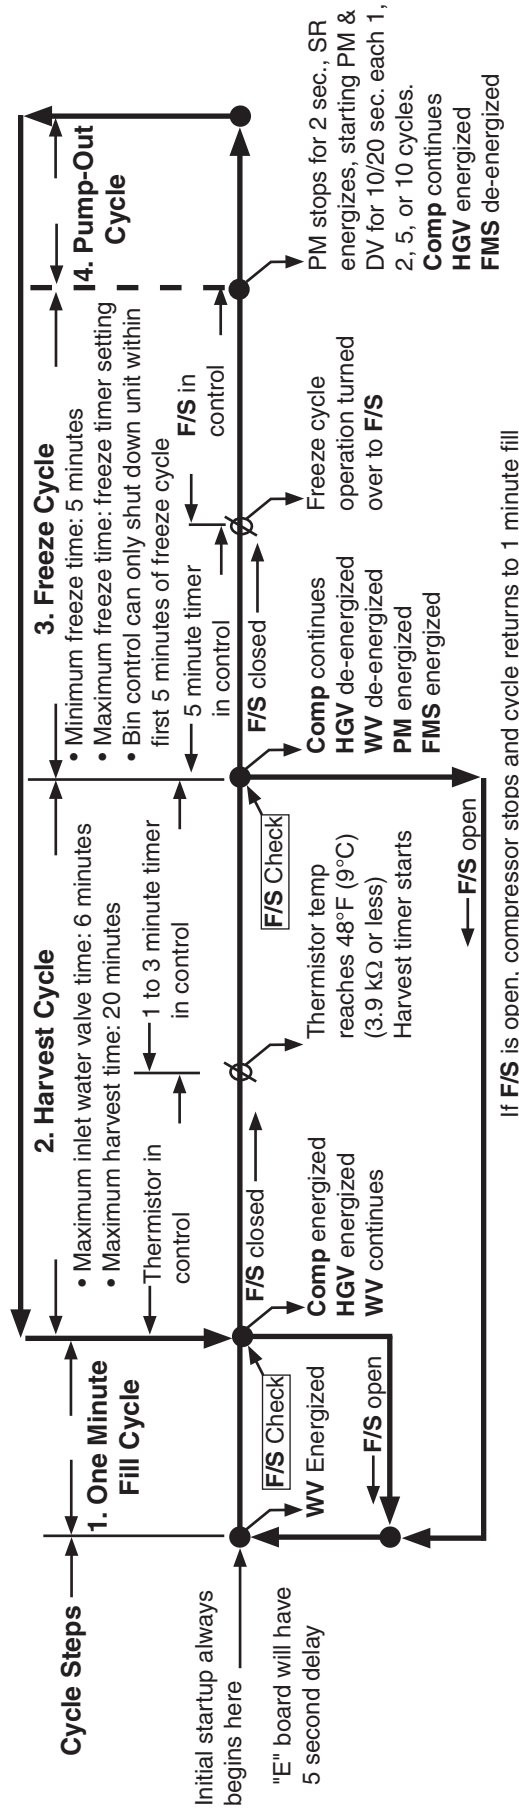 Cycle Steps
1. One Minute
Fill Cycle
2. Harvest Cycle
• Maximum inlet water valve time: 6 minutes
• Maximum harvest time: 20 minutes
Thermistor in
control
1 to 3 minute timer
in control
3. Freeze Cycle
• Minimum freeze time: 5 minutes
• Maximum freeze time: freeze timer setting
• Bin control can only shut down unit within
first 5 minutes of freeze cycle
5 minute timer
in control
F/S in
control
4. Pump-Out
Cycle
Initial startup always
begins here
"E" board will have
5 second delay
F/S Check
WV Energized
F/S open
F/S closed
Comp energized
HGV energized
WV continues
Thermistor temp
reaches 48°F (9°C)
(3.9 kΩ or less)
Harvest timer starts
F/S Check
F/S closed
Comp continues
HGV de-energized
WV de-energized
PM energized
FMS energized
F/S open
Freeze cycle
operation turned
over to F/S
PM stops for 2 sec., SR
energizes, starting PM &
DV for 10/20 sec. each 1,
2, 5, or 10 cycles.
Comp continues
HGV energized
FMS de-energized
If F/S is open, compressor stops and cycle returns to 1 minute fill